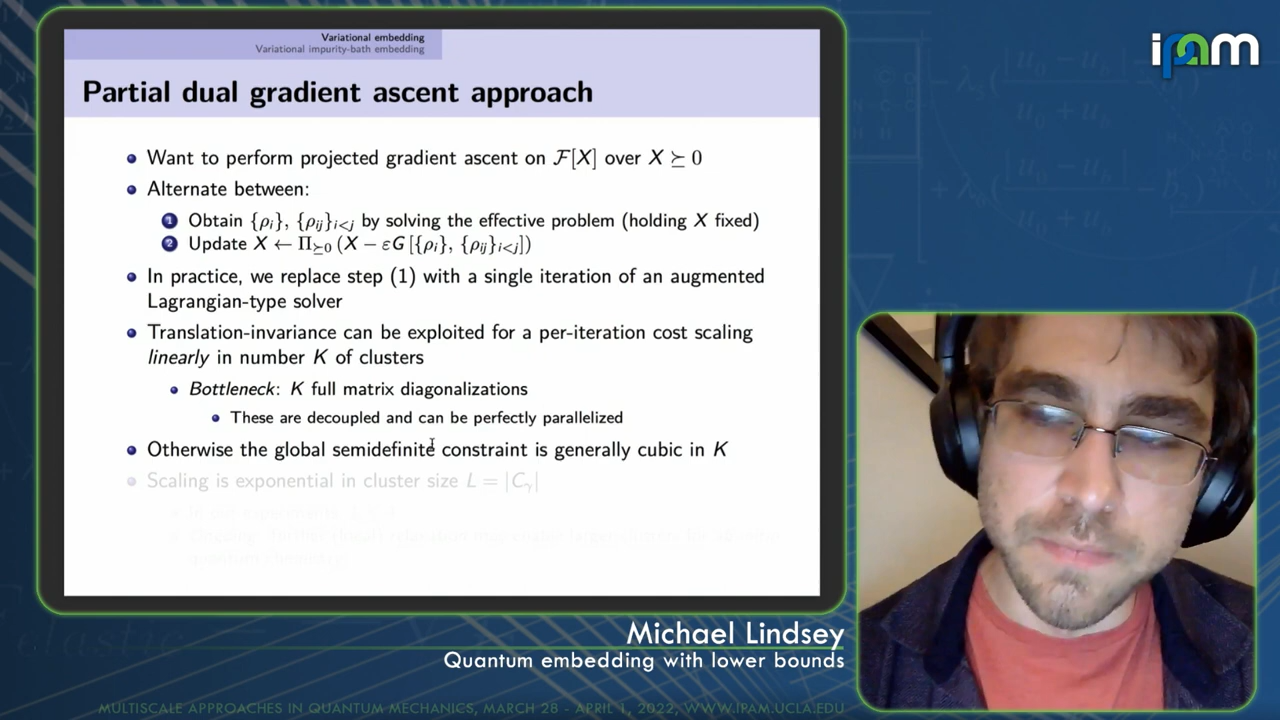 Variational embedding
Variational impurity-bath embedding
Partial dual gradient ascent approach
Want to perform projected gradient ascent on 𝓕[X] over X ⪰ 0
Alternate between:
1 Obtain {ρᵢ}, {ρᵢⱼ}ᵢ<ⱼ by solving the effective problem (holding X fixed)
2 Update X ← Π⪰0 (X − εG [{ρᵢ}, {ρᵢⱼ}ᵢ<ⱼ])
In practice, we replace step (1) with a single iteration of an augmented
Lagrangian-type solver
Translation-invariance can be exploited for a per-iteration cost scaling
linearly in number K of clusters
Bottleneck: K full matrix diagonalizations
These are decoupled and can be perfectly parallelized
Otherwise the global semidefinite constraint is generally cubic in K
Scaling is exponential in cluster size L = |Cᵧ|
ipam
Michael Lindsey
Quantum embedding with lower bounds
MULTISCALE APPROACHES IN QUANTUM MECHANICS, MARCH 28 - APRIL 1, 2022, WWW.IPAM.UCLA.EDU